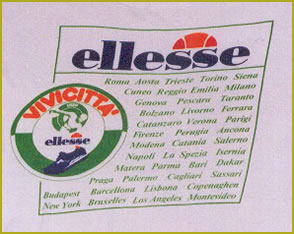 ellesse
Roma Aosta Trieste Torino Siena
Cuneo Reggio Emilia Milano
Genova Pescara Taranto
Bolzano Livorno Ferrara
Catanzaro Verona Parigi
Firenze Perugia Ancona
Modena Catania Salerno
Napoli La Spezia Isernia
Matera Parma Bari Dakar
Praga Palermo Cagliari Sassari
Budapest Barcellona Lisbona Copenaghen
New York Bruxelles Los Angeles Montevideo
VIVICITTA'
ellesse